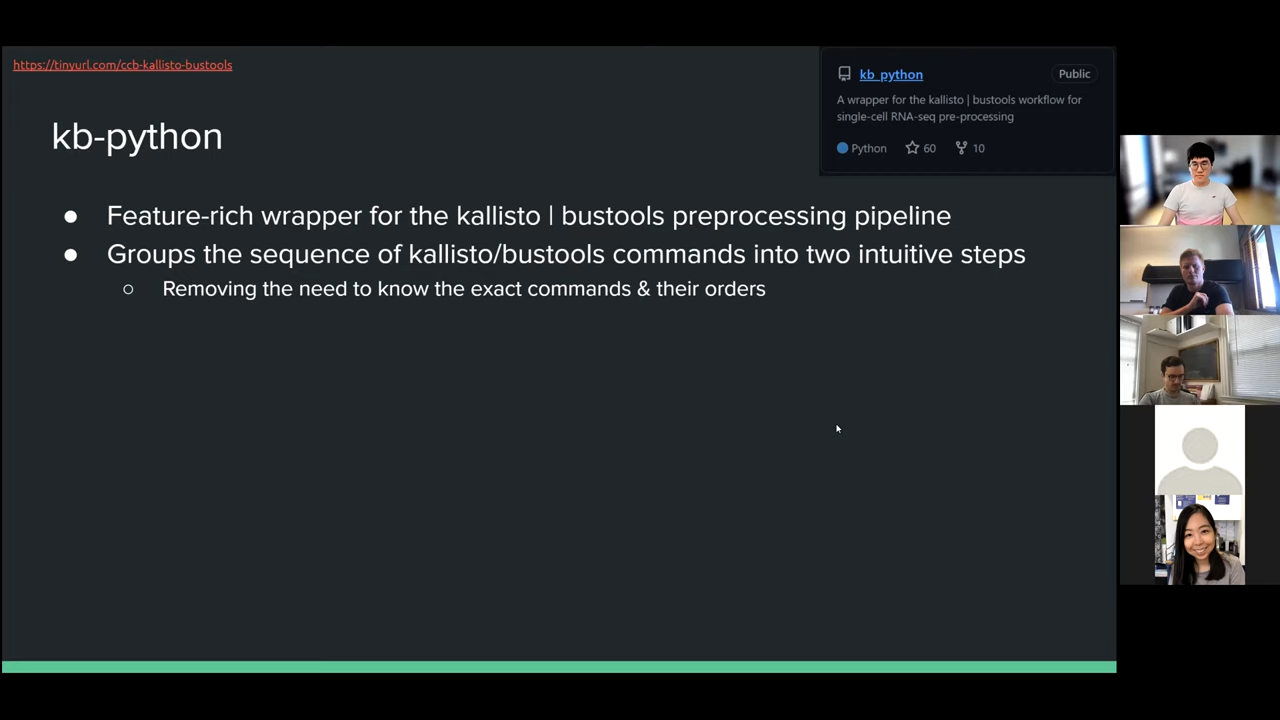 https://tinyurl.com/ccb-kallisto-bustools
kb_python
Public
A wrapper for the kallisto | bustools workflow for
single-cell RNA-seq pre-processing
Python 60 10
kb-python
● Feature-rich wrapper for the kallisto | bustools preprocessing pipeline
● Groups the sequence of kallisto/bustools commands into two intuitive steps
○ Removing the need to know the exact commands & their orders